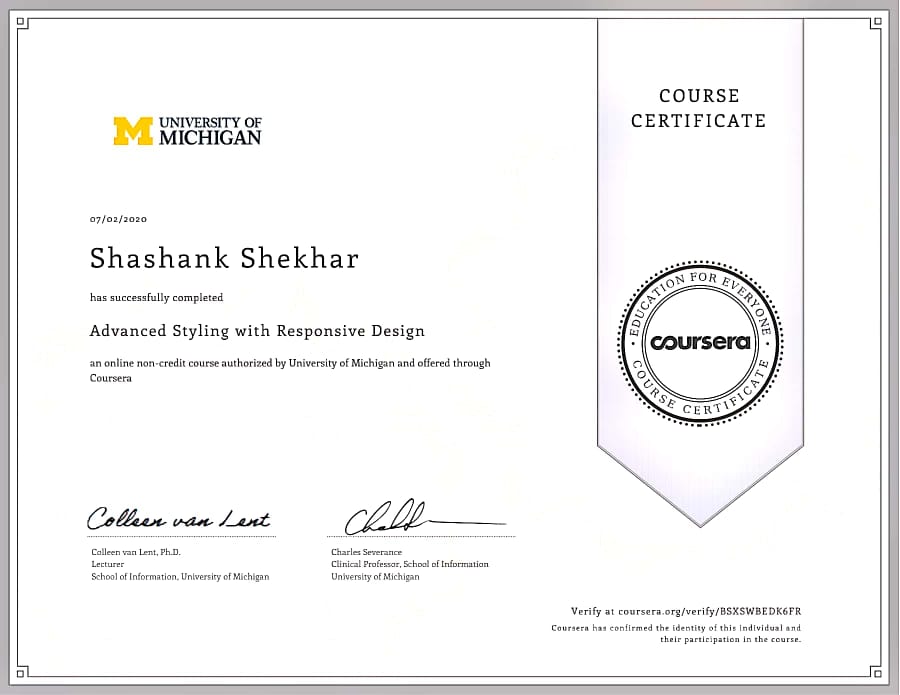 COURSE
CERTIFICATE
UNIVERSITY OF
MICHIGAN
07/02/2020
Shashank Shekhar
has successfully completed
Advanced Styling with Responsive Design
an online non-credit course authorized by University of Michigan and offered through
Coursera
EDUCATION FOR EVERYONE
coursera
COURSE CERTIFICATE
Colleen van Lent
Colleen van Lent, Ph.D.
Lecturer
School of Information, University of Michigan
Charles Severance
Clinical Professor, School of Information
University of Michigan
Verify at coursera.org/verify/BSXSWBEDK6FR
Coursera has confirmed the identity of this individual and
their participation in the course.